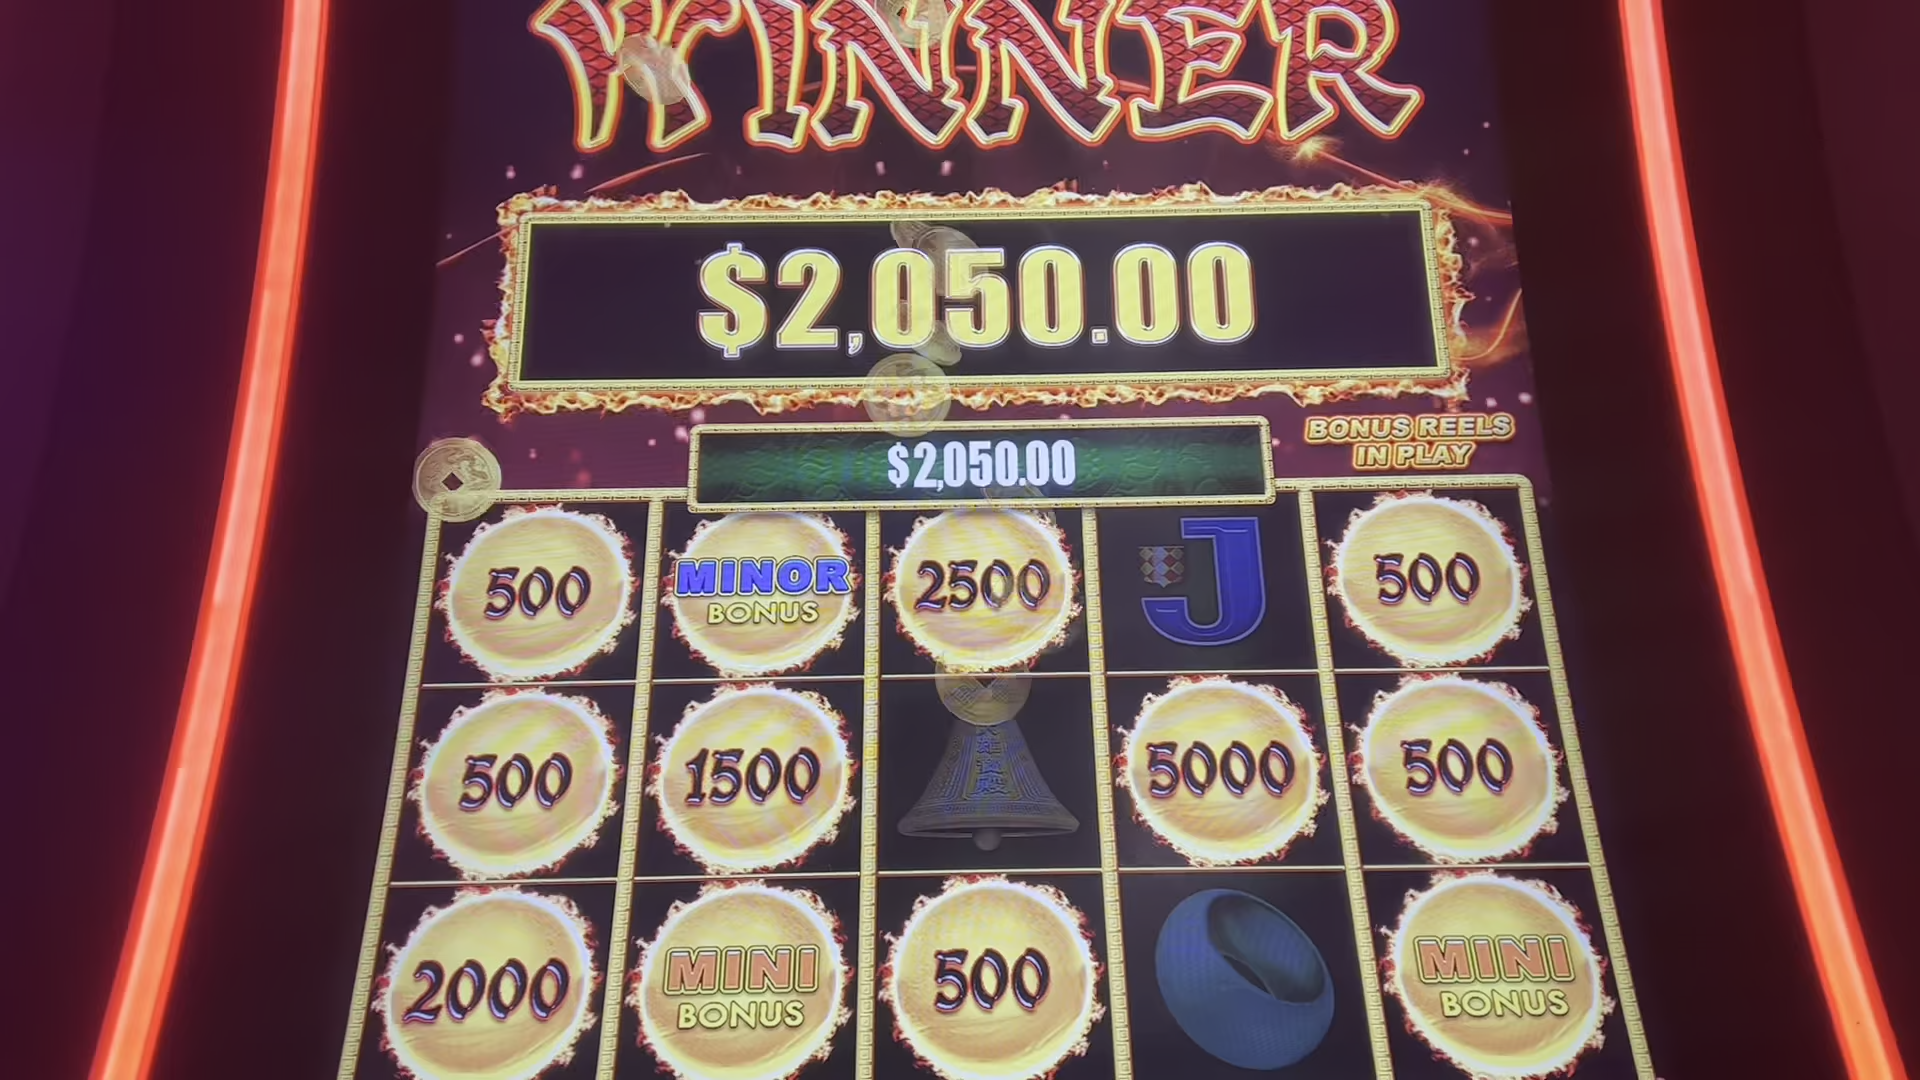 WINNER
$2,050.00
$2,050.00
BONUS REELS
IN PLAY
500
MINOR
BONUS
2500
J
500
500
1500
5000
500
2000
MINI
BONUS
500
MINI
BONUS